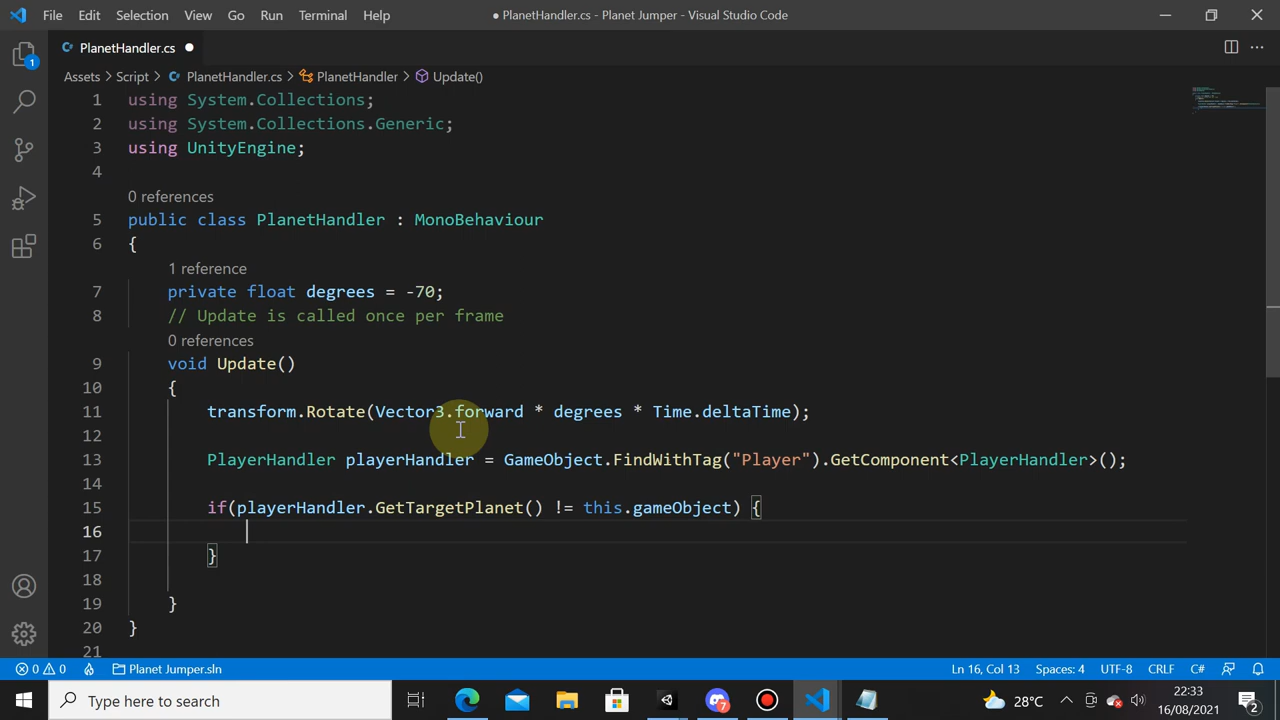 File Edit Selection View Go Run Terminal Help ● PlanetHandler.cs - Planet Jumper - Visual Studio Code
PlanetHandler.cs ●
Assets > Script > PlanetHandler.cs > PlanetHandler > Update()
1 using System.Collections;
2 using System.Collections.Generic;
3 using UnityEngine;
4
0 references
5 public class PlanetHandler : MonoBehaviour
6 {
1 reference
7 private float degrees = -70;
8 // Update is called once per frame
0 references
9 void Update()
10 {
11 transform.Rotate(Vector3.forward * degrees * Time.deltaTime);
12
13 PlayerHandler playerHandler = GameObject.FindWithTag("Player").GetComponent<PlayerHandler>();
14
15 if(playerHandler.GetTargetPlanet() != this.gameObject) {
16
17 }
18
19 }
20 }
21
1
0 0 Planet Jumper.sln Ln 16, Col 13 Spaces: 4 UTF-8 CRLF C#
Type here to search 7 28°C 22:33
16/08/2021 2